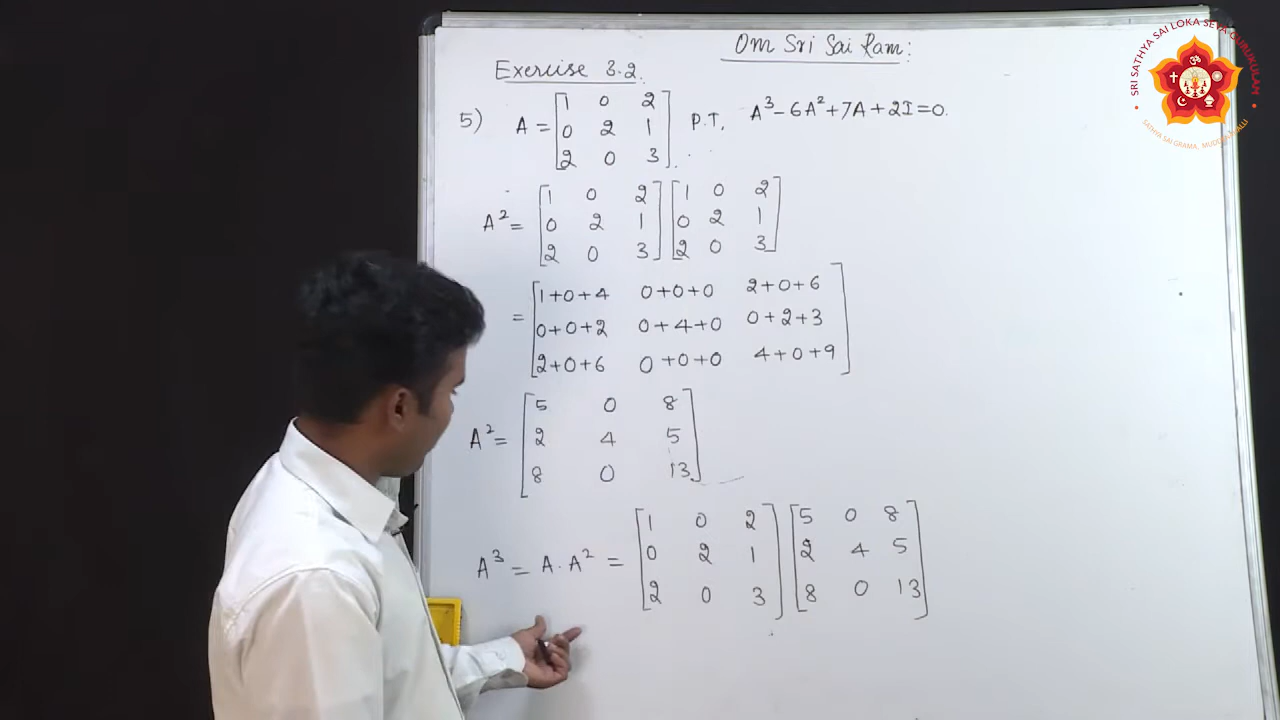 Om Sri Sai Ram:
Exercise 3.2.
5) A = [1 0 2 P.T. A³ - 6A² + 7A + 2I = 0.
0 2 1
2 0 3].
A² = [1 0 2 [1 0 2
0 2 1 0 2 1
2 0 3] 2 0 3]
= [1+0+4 0+0+0 2+0+6
0+0+2 0+4+0 0+2+3
2+0+6 0+0+0 4+0+9]
A² = [5 0 8
2 4 5
8 0 13]
A³ = A.A² = [1 0 2 [5 0 8
0 2 1 2 4 5
2 0 3] 8 0 13]
SRI SATHYA SAI LOKA SEVA GURUKULAM